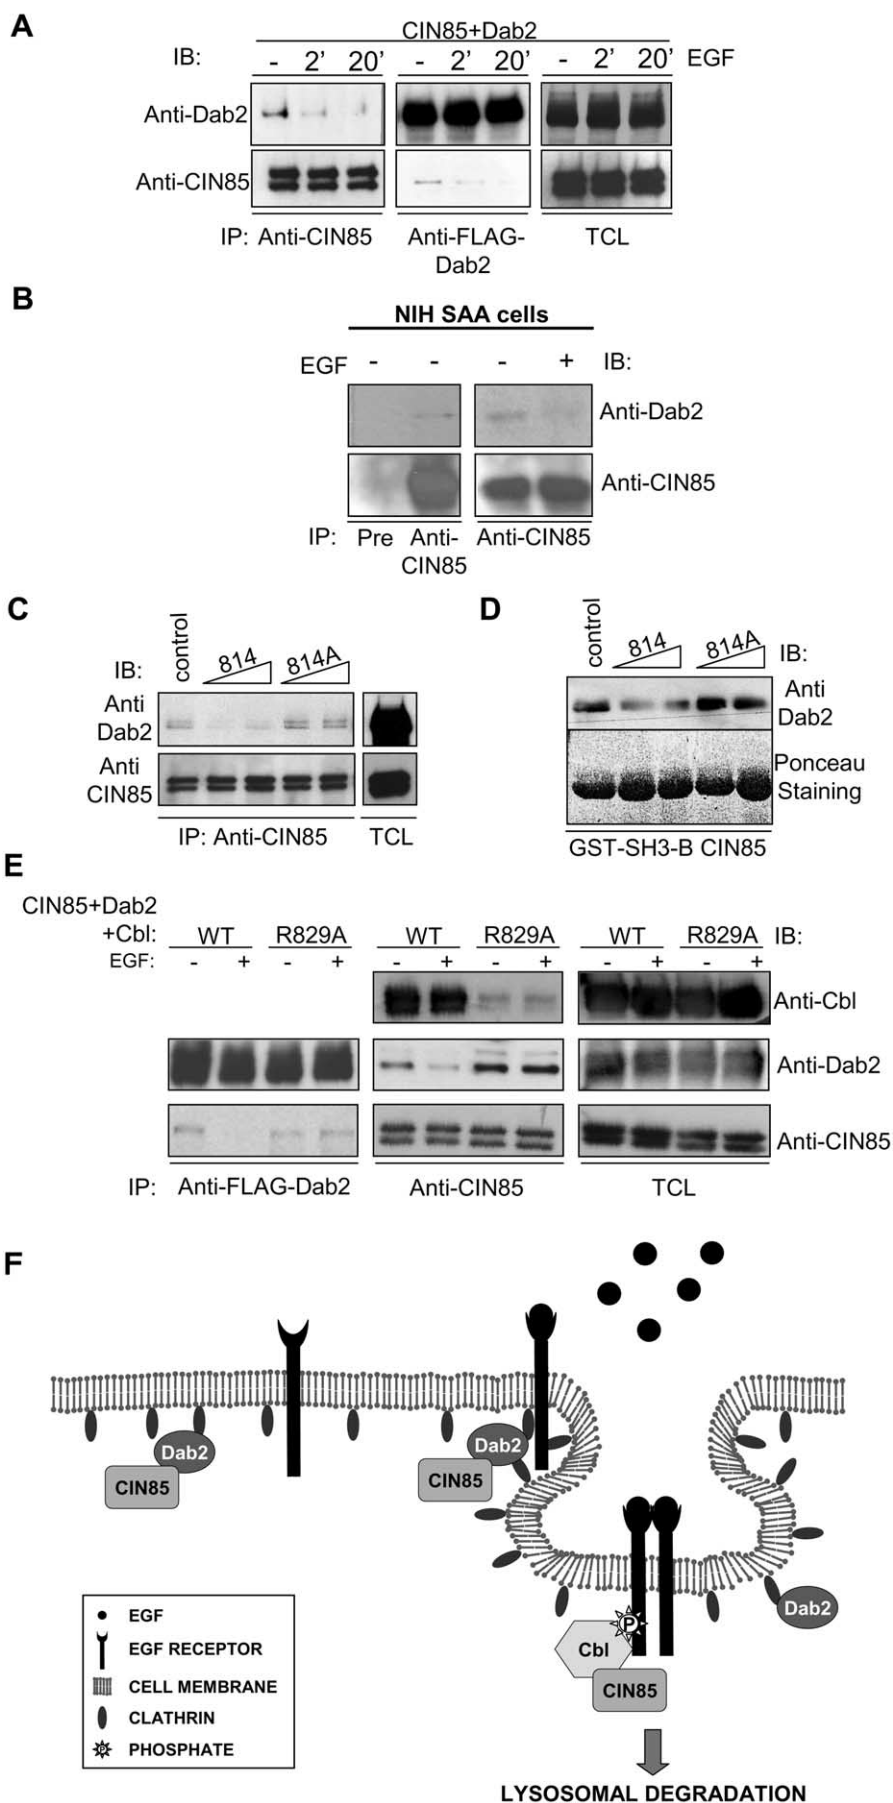 A
CIN85+Dab2
IB: - 2’ 20’ - 2’ 20’ - 2’ 20’ EGF
Anti-Dab2
Anti-CIN85
IP: Anti-CIN85 Anti-FLAG-Dab2 TCL
B
NIH SAA cells
EGF - - - + IB:
Anti-Dab2
Anti-CIN85
IP: Pre Anti-CIN85 Anti-CIN85
C
IB: control 814 814A
Anti Dab2
Anti CIN85
IP: Anti-CIN85 TCL
D
control 814 814A IB:
Anti Dab2
Ponceau Staining
GST-SH3-B CIN85
E
CIN85+Dab2
+Cbl: WT R829A WT R829A WT R829A IB:
EGF: - + - + - + - + - + - +
Anti-Cbl
Anti-Dab2
Anti-CIN85
IP: Anti-FLAG-Dab2 Anti-CIN85 TCL
F
Dab2
CIN85
Dab2
CIN85
Dab2
P
Cbl
CIN85
EGF
EGF RECEPTOR
CELL MEMBRANE
CLATHRIN
P PHOSPHATE
LYSOSOMAL DEGRADATION